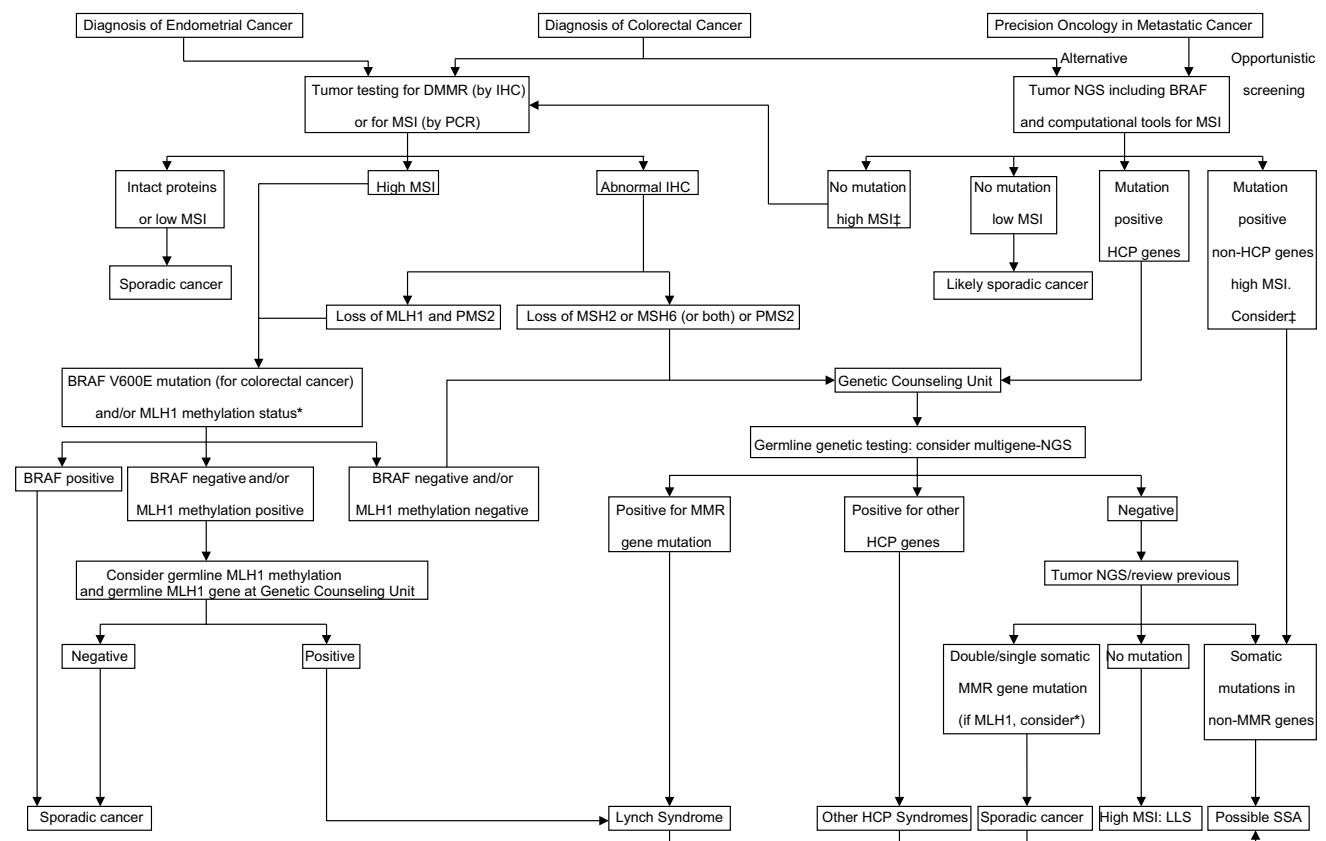 Diagnosis of Endometrial Cancer
Diagnosis of Colorectal Cancer
Precision Oncology in Metastatic Cancer
Alternative
Opportunistic
screening
Tumor testing for DMMR (by IHC)
or for MSI (by PCR)
Tumor NGS including BRAF
and computational tools for MSI
Intact proteins
or low MSI
High MSI
Abnormal IHC
No mutation
high MSI‡
No mutation
low MSI
Mutation
positive
HCP genes
Mutation
positive
non-HCP genes
high MSI.
Consider‡
Sporadic cancer
Likely sporadic cancer
Loss of MLH1 and PMS2
Loss of MSH2 or MSH6 (or both) or PMS2
BRAF V600E mutation (for colorectal cancer)
and/or MLH1 methylation status*
Genetic Counseling Unit
Germline genetic testing: consider multigene-NGS
BRAF positive
BRAF negative and/or
MLH1 methylation positive
BRAF negative and/or
MLH1 methylation negative
Positive for MMR
gene mutation
Positive for other
HCP genes
Negative
Consider germline MLH1 methylation
and germline MLH1 gene at Genetic Counseling Unit
Tumor NGS/review previous
Negative
Positive
Double/single somatic
MMR gene mutation
(if MLH1, consider*)
No mutation
Somatic
mutations in
non-MMR genes
Sporadic cancer
Lynch Syndrome
Other HCP Syndromes
Sporadic cancer
High MSI: LLS
Possible SSA